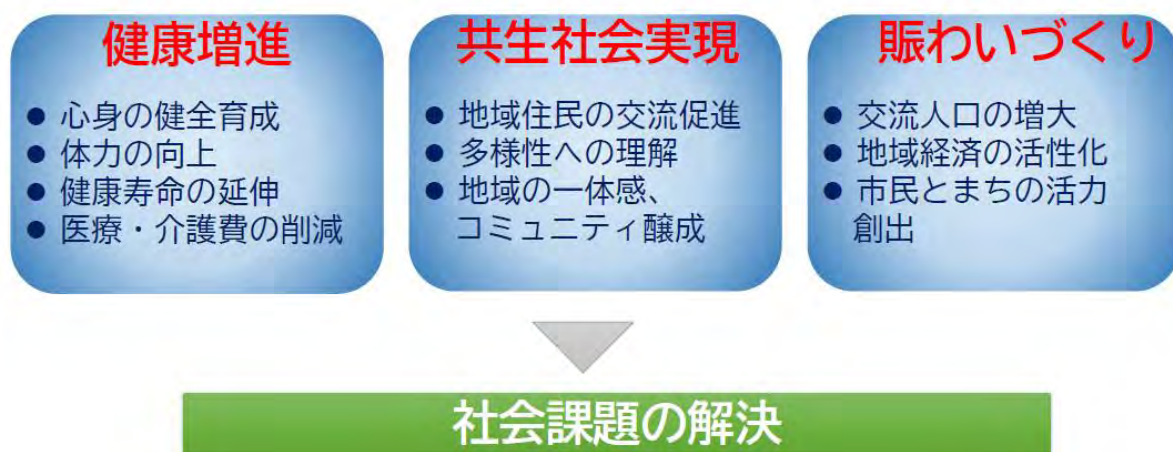 健康増進
● 心身の健全育成
● 体力の向上
● 健康寿命の延伸
● 医療・介護費の削減
共生社会実現
● 地域住民の交流促進
● 多様性への理解
● 地域の一体感、
コミュニティ醸成
賑わいづくり
● 交流人口の増大
● 地域経済の活性化
● 市民とまちの活力
創出
社会課題の解決